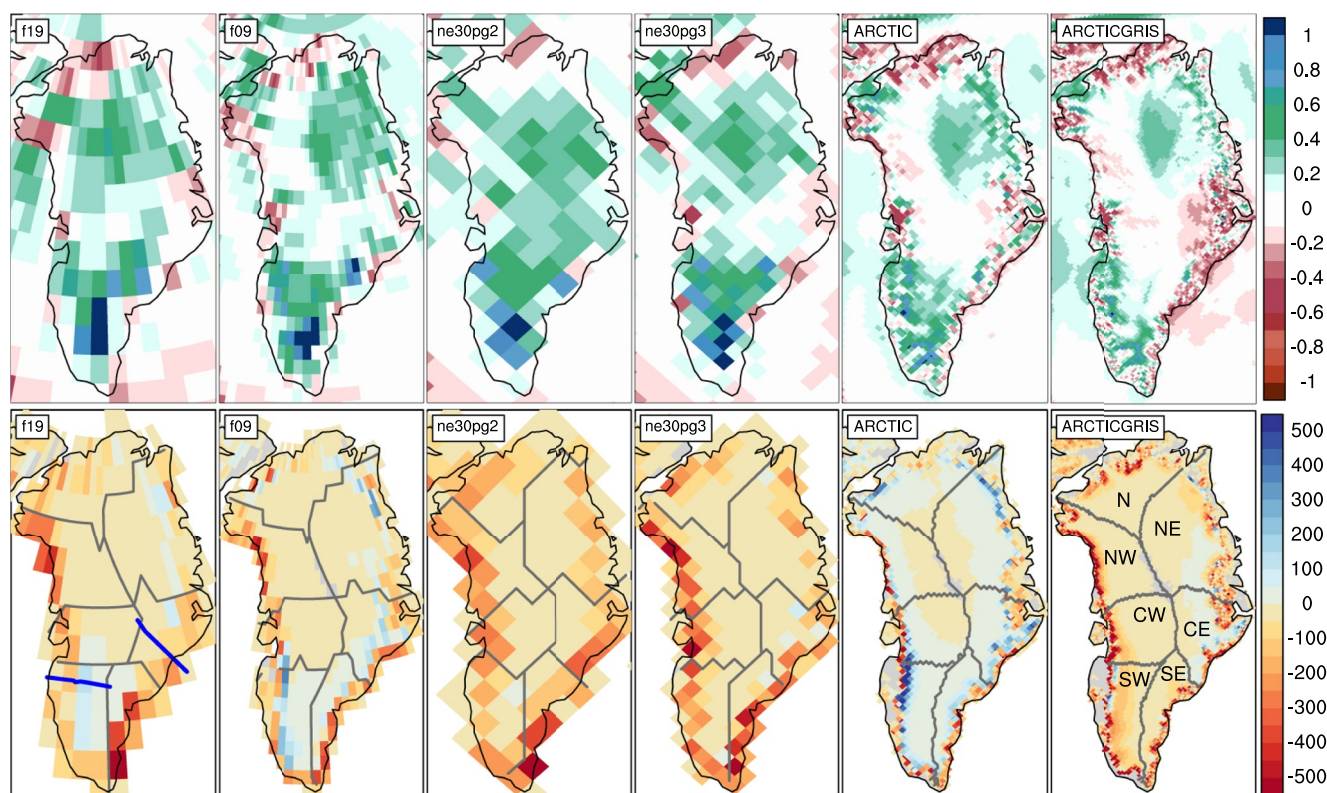 f19
f09
ne30pg2
ne30pg3
ARCTIC
ARCTICGRIS
1
0.8
0.6
0.4
0.2
0
-0.2
-0.4
-0.6
-0.8
-1
f19
f09
ne30pg2
ne30pg3
ARCTIC
ARCTICGRIS
N
NE
NW
CW
CE
SW
SE
500
400
300
200
100
0
-100
-200
-300
-400
-500